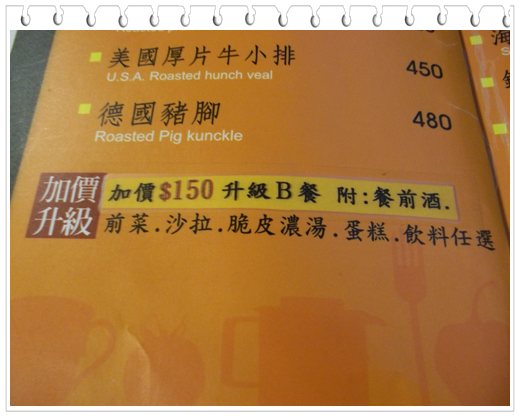 美國厚片牛小排 450
U.S.A. Roasted hunch veal
德國豬腳 480
Roasted Pig kunckle
加價升級
加價$150 升級B餐 附:餐前酒.
前菜.沙拉.脆皮濃湯.蛋糕.飲料任選
海